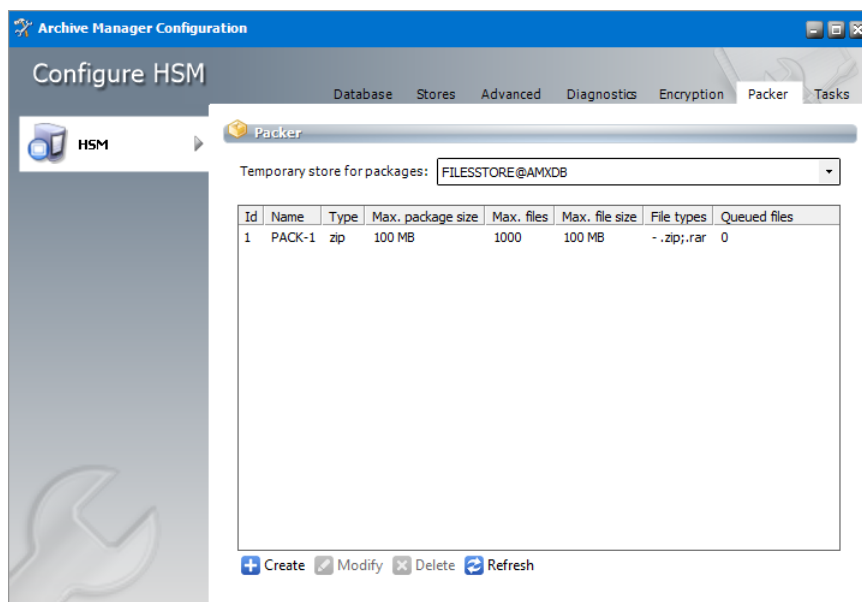 Archive Manager Configuration
Configure HSM
Database Stores Advanced Diagnostics Encryption Packer Tasks
HSM
Packer
Temporary store for packages: FILESSTORE@AMXDB
Id Name Type Max. package size Max. files Max. file size File types Queued files
1 PACK-1 zip 100 MB 1000 100 MB - .zip;.rar 0
Create Modify Delete Refresh